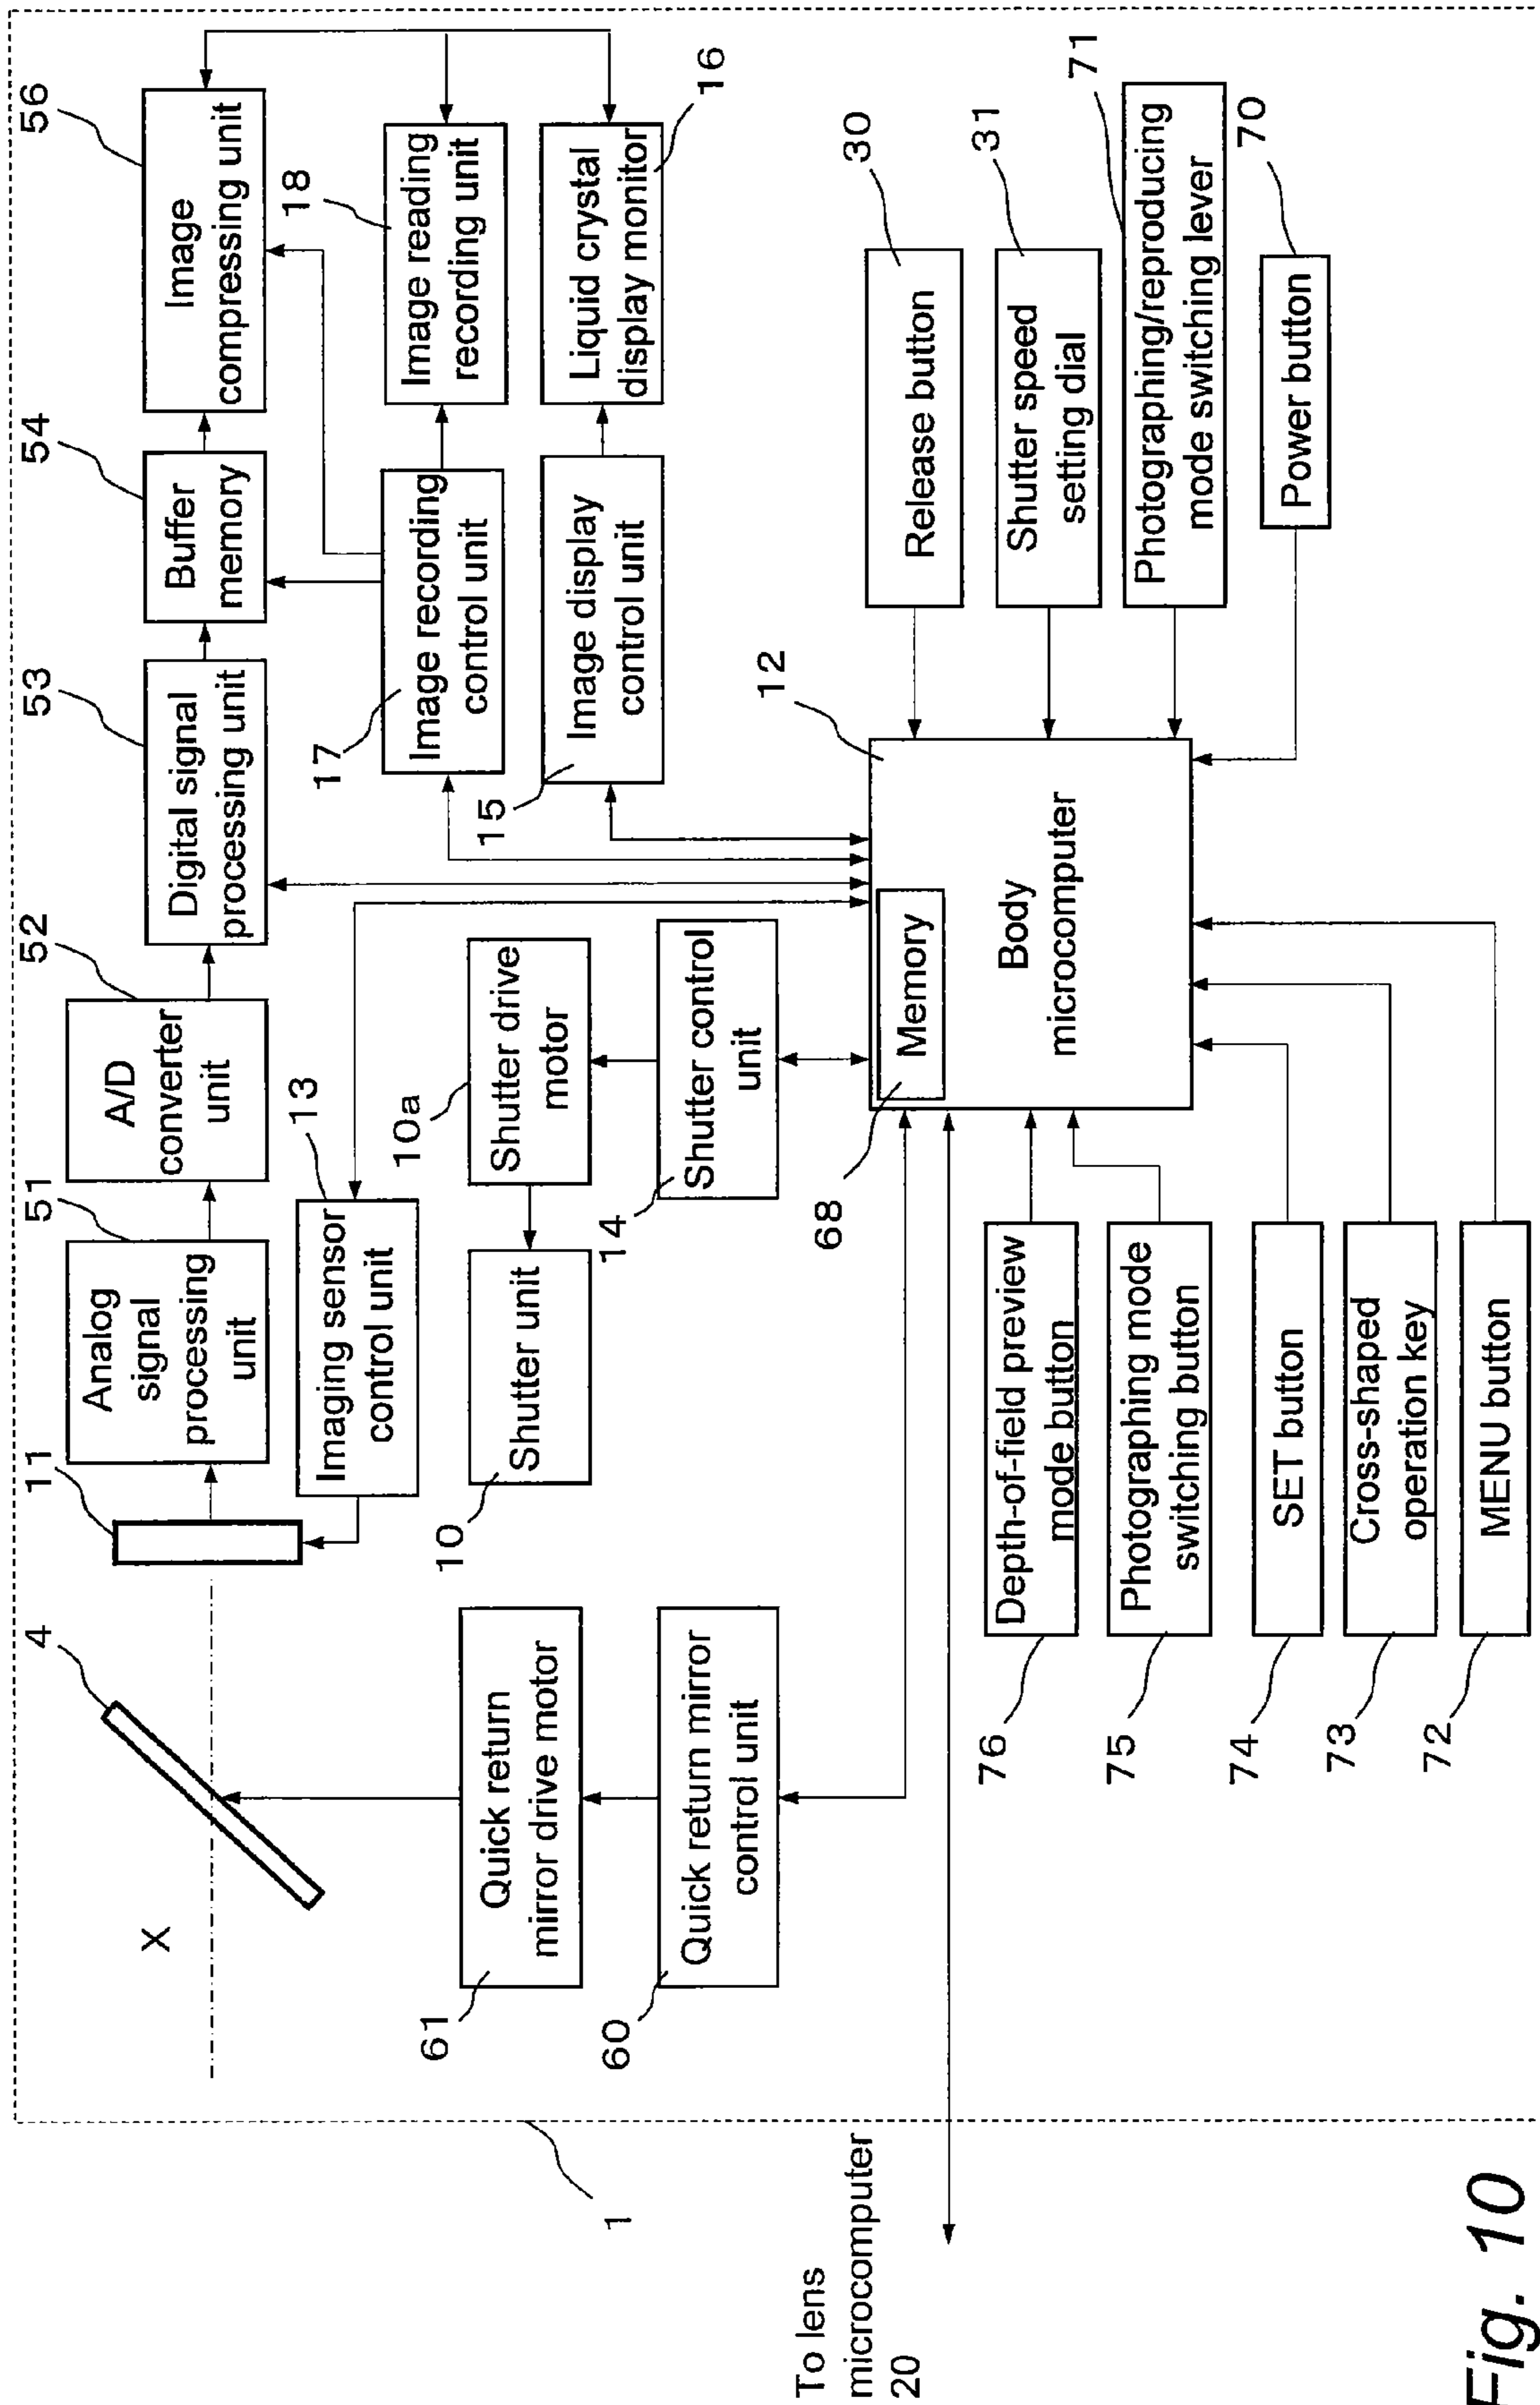 4
11
51
52
53
54
56
X
Analog
signal
processing
unit
A/D
converter
unit
Digital signal
processing unit
Buffer
memory
Image
compressing unit
13
Imaging sensor
control unit
17
Image recording
control unit
18
Image reading
recording unit
10a
10
Shutter unit
Shutter drive
motor
15
Image display
control unit
16
Liquid crystal
display monitor
61
Quick return
mirror drive motor
60
Quick return mirror
control unit
14
Shutter control
unit
1
To lens
microcomputer
20
68
Memory
12
Body
microcomputer
30
Release button
31
Shutter speed
setting dial
71
Photographing/reproducing
mode switching lever
70
Power button
76
Depth-of-field preview
mode button
75
Photographing mode
switching button
74
SET button
73
Cross-shaped
operation key
72
MENU button
Fig. 10